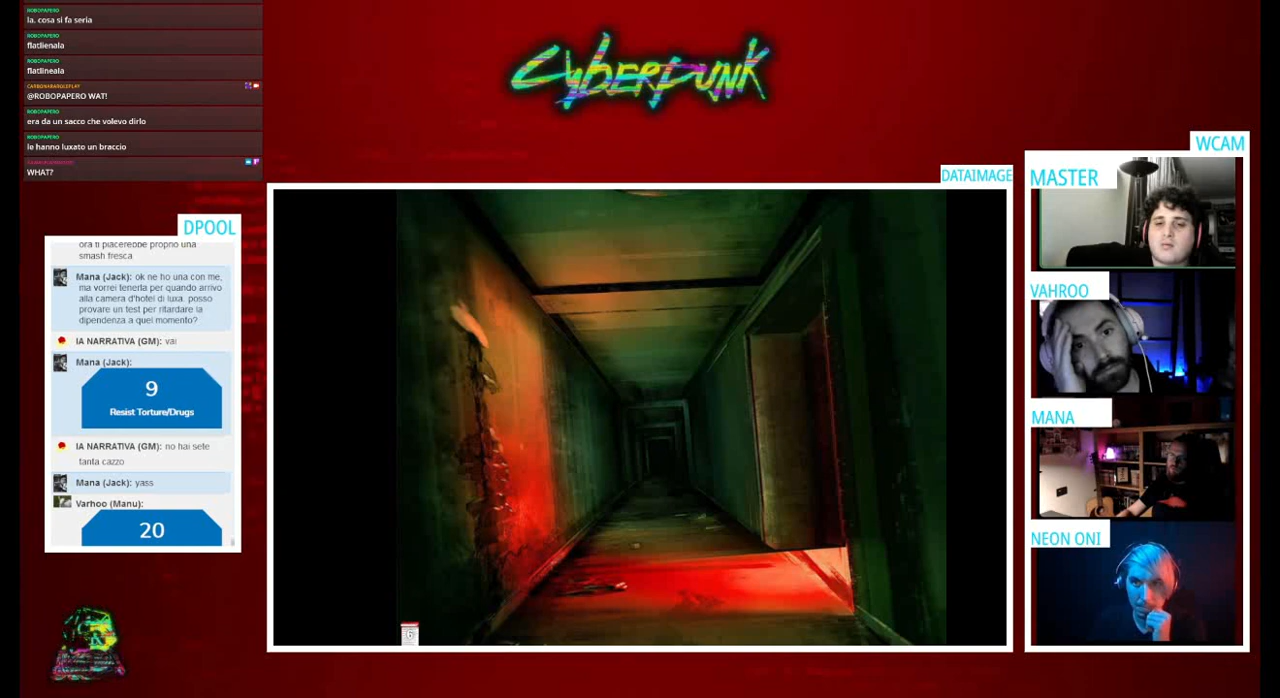 ROBOPAPERO
la. cosa si fa seria
ROBOPAPERO
flatlienala
ROBOPAPERO
flatlineala
@ROBOPAPERO WAT!
ROBOPAPERO
era da un sacco che volevo dirlo
ROBOPAPERO
le hanno luxato un braccio
WHAT?
CYBERPUNK
WCAM
DATAIMAGE
MASTER
DPOOL
ora ti piacerebbe proprio una
smash fresca
Mana (Jack): ok ne ho una con me,
ma vorrei tenerla per quando arrivo
alla camera d'hotel di luxa. posso
provare un test per ritardare la
dipendenza a quel momento?
IA NARRATIVA (GM): vai
Mana (Jack):
9
Resist Torture/Drugs
IA NARRATIVA (GM): no hai sete
tanta cazzo
Mana (Jack): yass
Varhoo (Manu):
20
VAHROO
MANA
NEON ONI